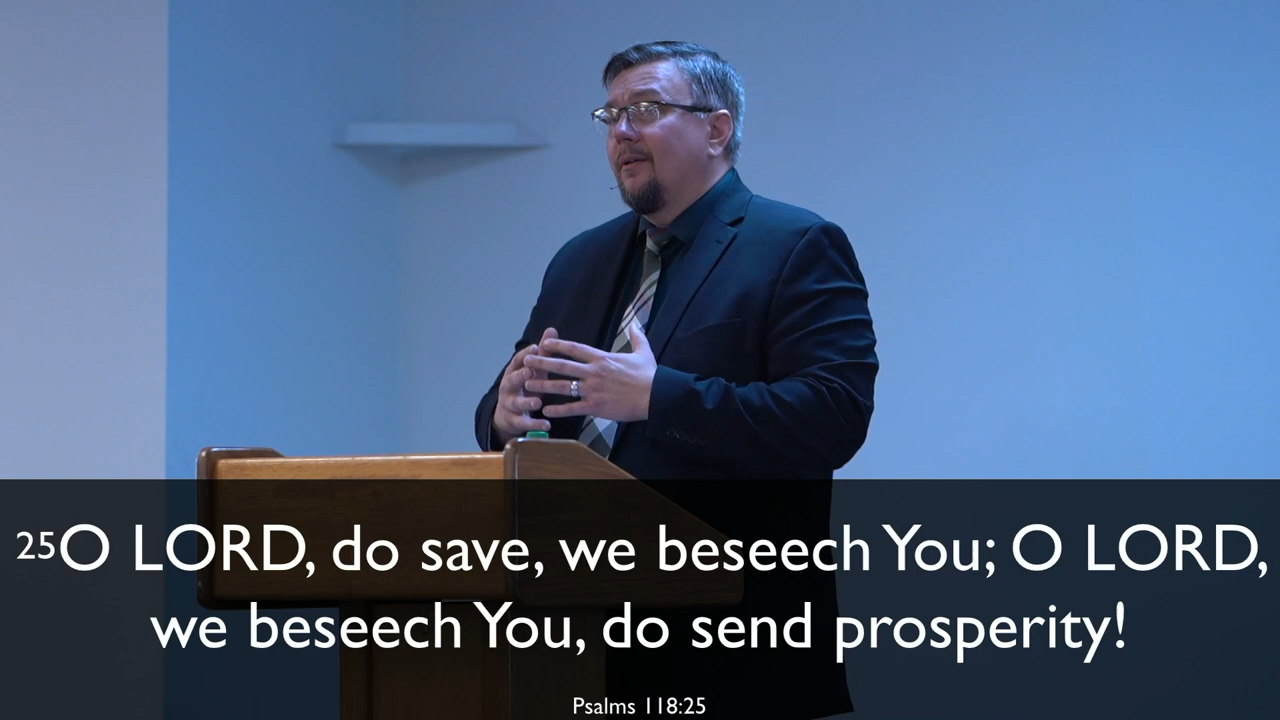 25O LORD, do save, we beseech You; O LORD,
we beseech You, do send prosperity!
Psalms 118:25